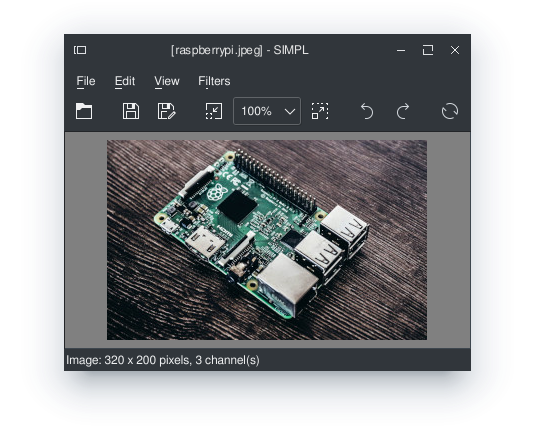 [raspberrypi.jpeg] - SIMPL
File Edit View Filters
100%
Image: 320 x 200 pixels, 3 channel(s)